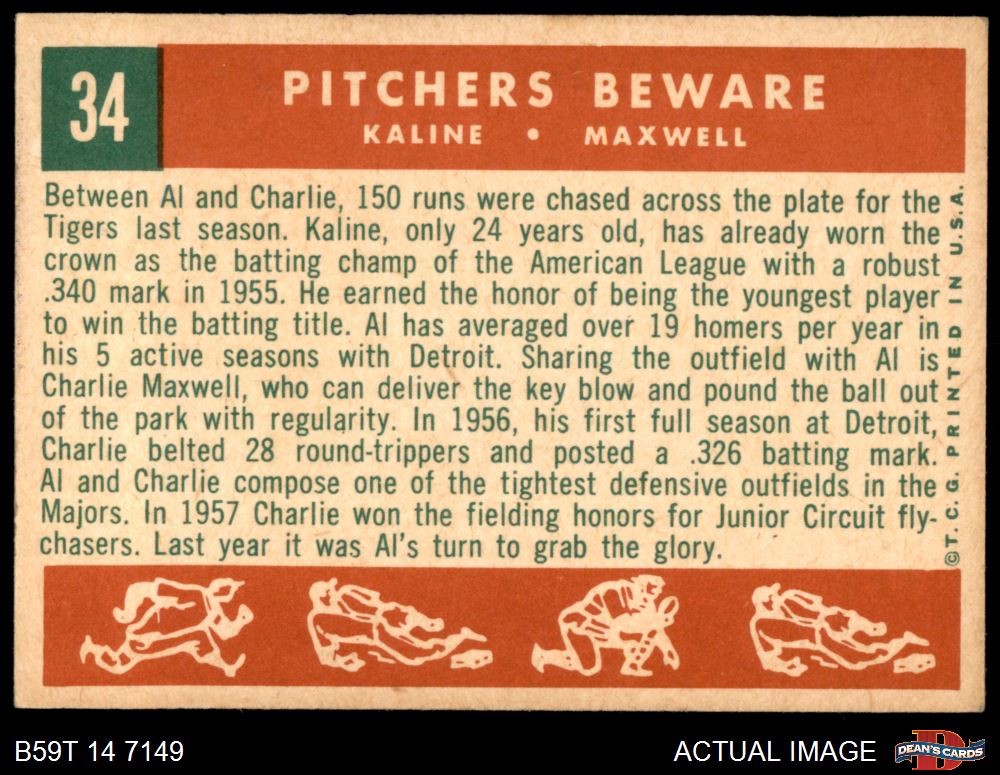 34
PITCHERS BEWARE
KALINE • MAXWELL
Between Al and Charlie, 150 runs were chased across the plate for the
Tigers last season. Kaline, only 24 years old, has already worn the
crown as the batting champ of the American League with a robust
.340 mark in 1955. He earned the honor of being the youngest player
to win the batting title. Al has averaged over 19 homers per year in
his 5 active seasons with Detroit. Sharing the outfield with Al is
Charlie Maxwell, who can deliver the key blow and pound the ball out
of the park with regularity. In 1956, his first full season at Detroit,
Charlie belted 28 round-trippers and posted a .326 batting mark.
Al and Charlie compose one of the tightest defensive outfields in the
Majors. In 1957 Charlie won the fielding honors for Junior Circuit fly-
chasers. Last year it was Al's turn to grab the glory.
©T.C.G. PRINTED IN U.S.A.
B59T 14 7149
ACTUAL IMAGE
DEAN'S CARDS